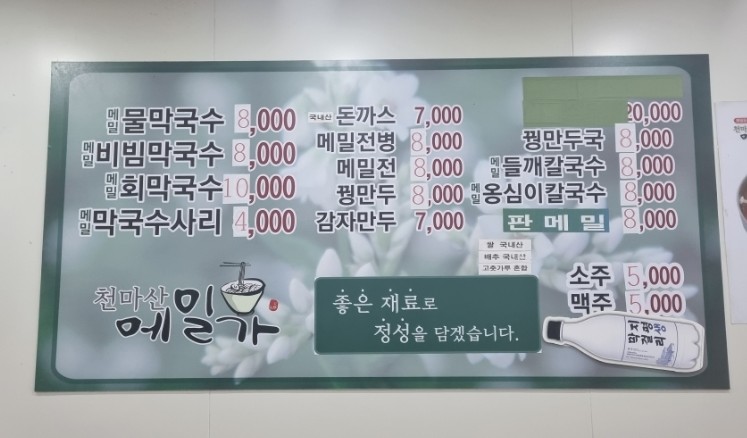 메밀 물막국수 8,000
메밀 비빔막국수 8,000
메밀 회막국수 10,000
메밀 막국수사리 4,000
국내산 돈까스 7,000
메밀전병 8,000
메밀전 8,000
꿩만두 8,000
감자만두 7,000
20,000
꿩만두국 8,000
메밀 들깨칼국수 8,000
메밀 옹심이칼국수 8,000
판 메밀 8,000
쌀 국내산
배추 국내산
고춧가루 혼합
소주 5,000
맥주 5,000
천마산
메밀가
좋은 재료로
정성을 담겠습니다.
지평생
막걸리